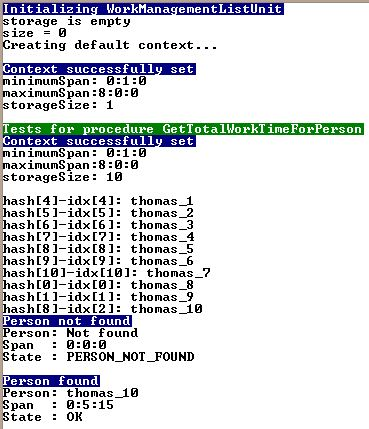 Initializing WorkManagementListUnit
storage is empty
size = 0
Creating default context...
Context successfully set
minimumSpan: 0:1:0
maximumSpan:8:0:0
storageSize: 1
Tests for procedure GetTotalWorkTimeForPerson
Context successfully set
minimumSpan: 0:1:0
maximumSpan:8:0:0
storageSize: 10
hash[4]-idx[4]: thomas_1
hash[5]-idx[5]: thomas_2
hash[6]-idx[6]: thomas_3
hash[7]-idx[7]: thomas_4
hash[8]-idx[8]: thomas_5
hash[9]-idx[9]: thomas_6
hash[10]-idx[10]: thomas_7
hash[0]-idx[0]: thomas_8
hash[1]-idx[1]: thomas_9
hash[8]-idx[2]: thomas_10
Person not found
Person: Not found
Span  : 0:0:0
State : PERSON_NOT_FOUND
Person found
Person: thomas_10
Span  : 0:5:15
State : OK